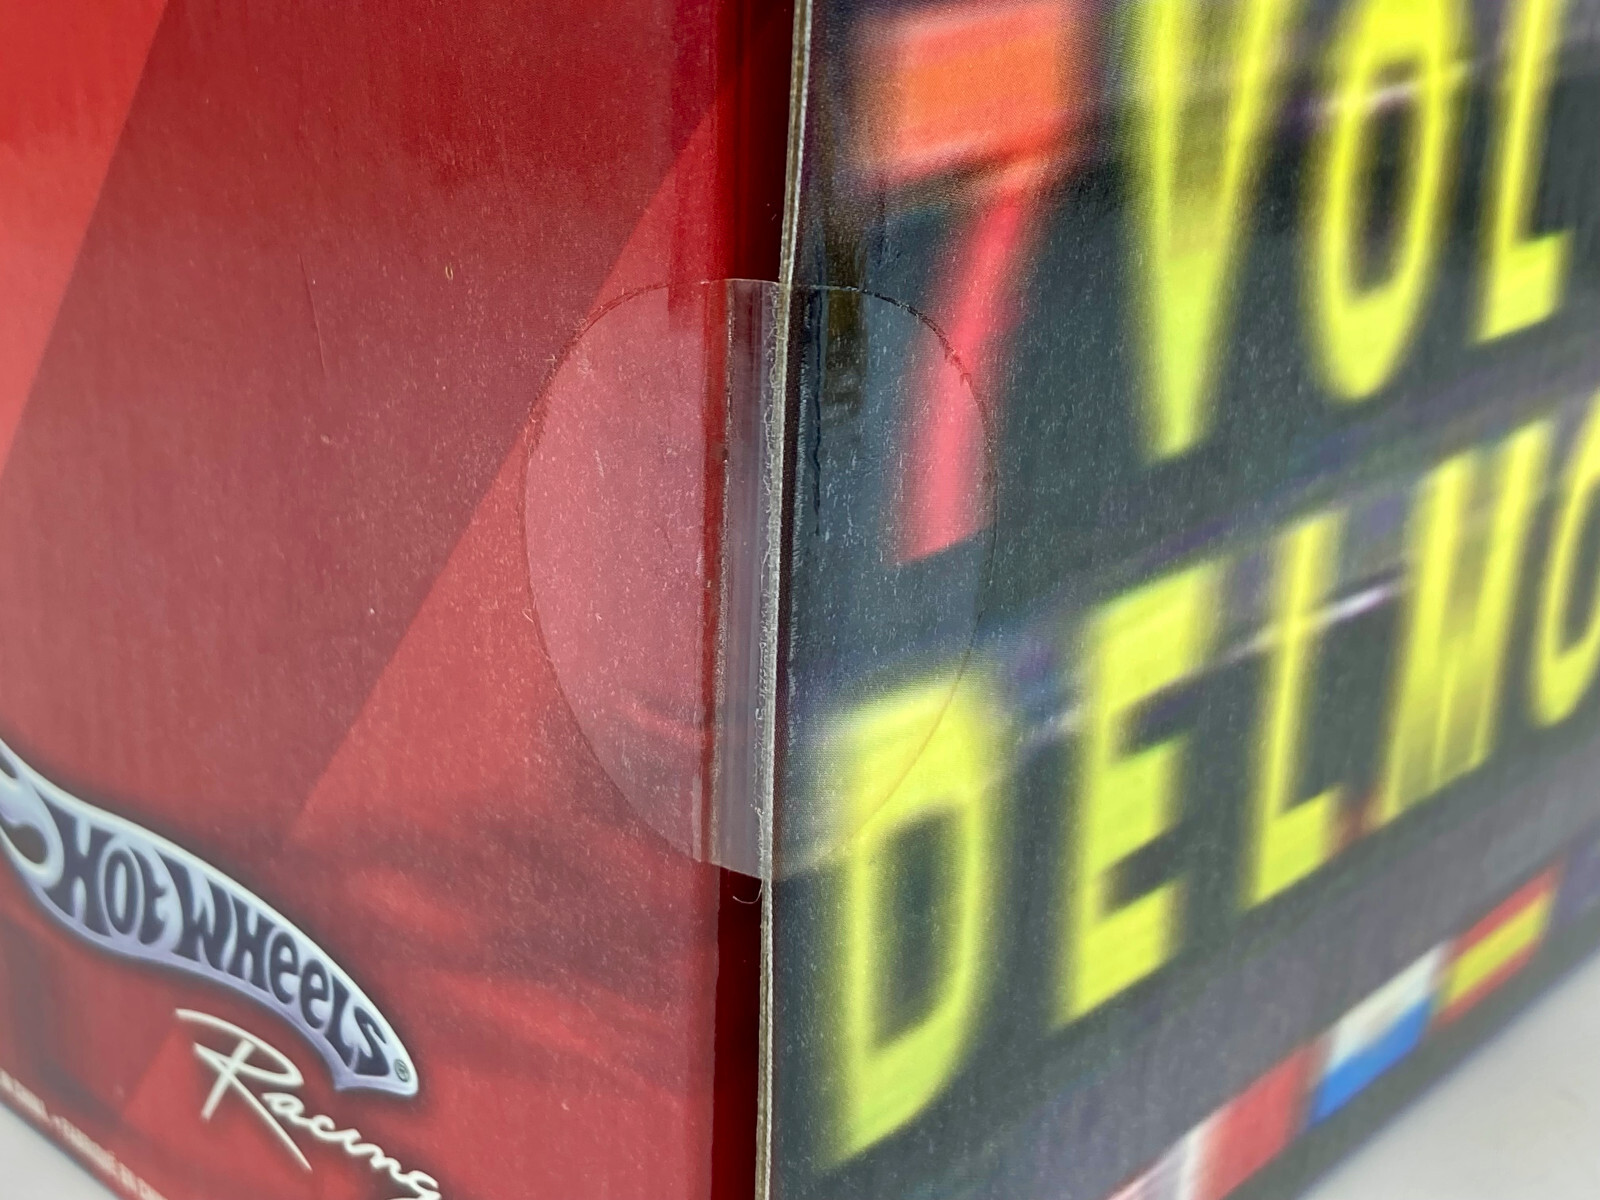 HOT WHEELS®
Racing
VOL
DELMO